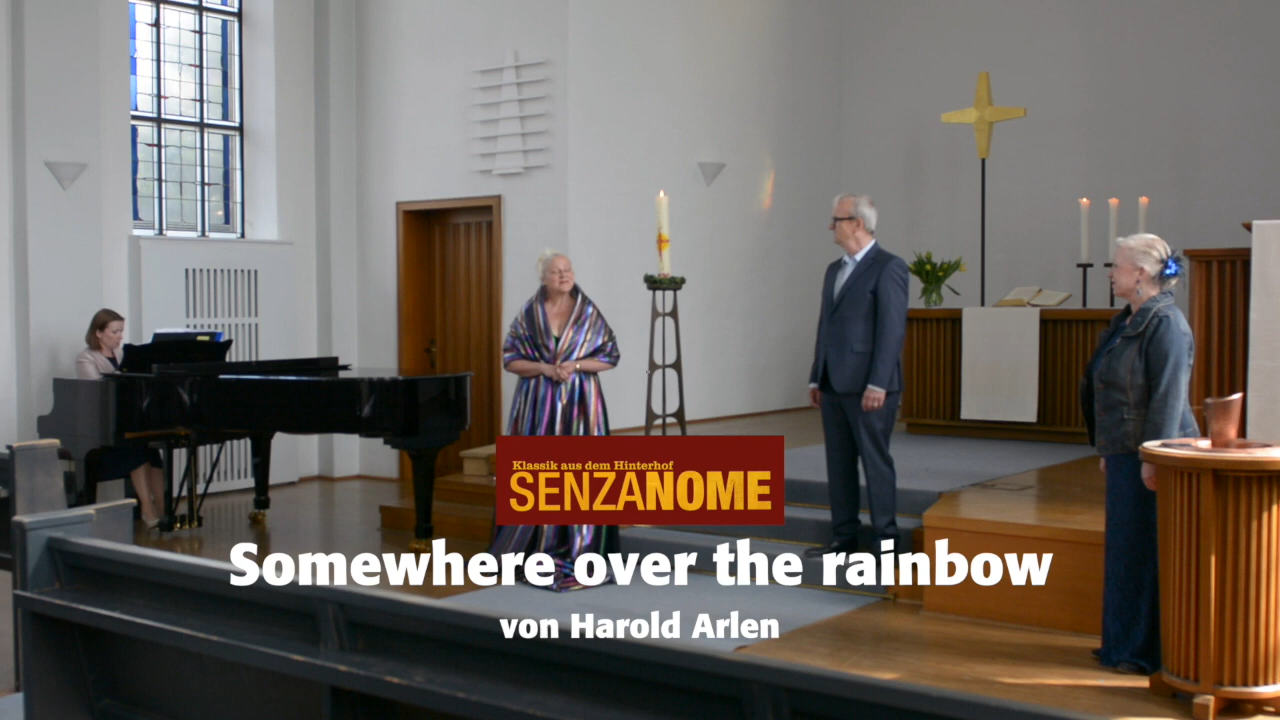 Klassik aus dem Hinterhof
SENZANOME
Somewhere over the rainbow
von Harold Arlen